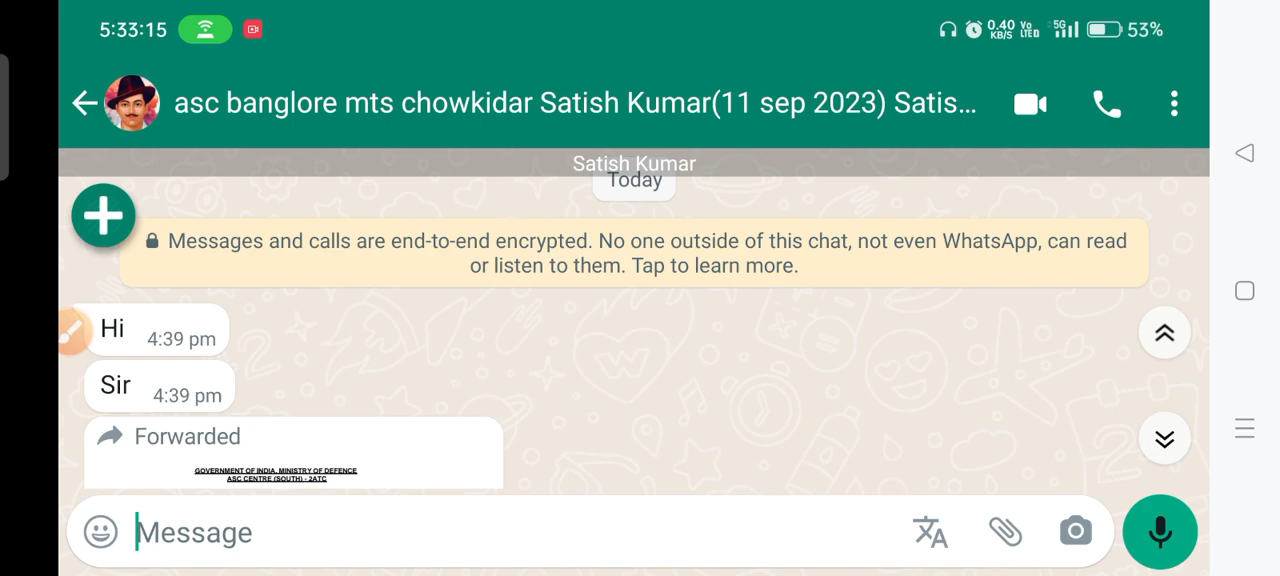 5:33:15
0.40 KB/S Vo LTED 5G 53%
asc banglore mts chowkidar Satish Kumar(11 sep 2023) Satis...
Satish Kumar
Today
Messages and calls are end-to-end encrypted. No one outside of this chat, not even WhatsApp, can read
or listen to them. Tap to learn more.
Hi 4:39 pm
Sir 4:39 pm
Forwarded
GOVERNMENT OF INDIA, MINISTRY OF DEFENCE
ASC CENTRE (SOUTH) - 2ATC
Message